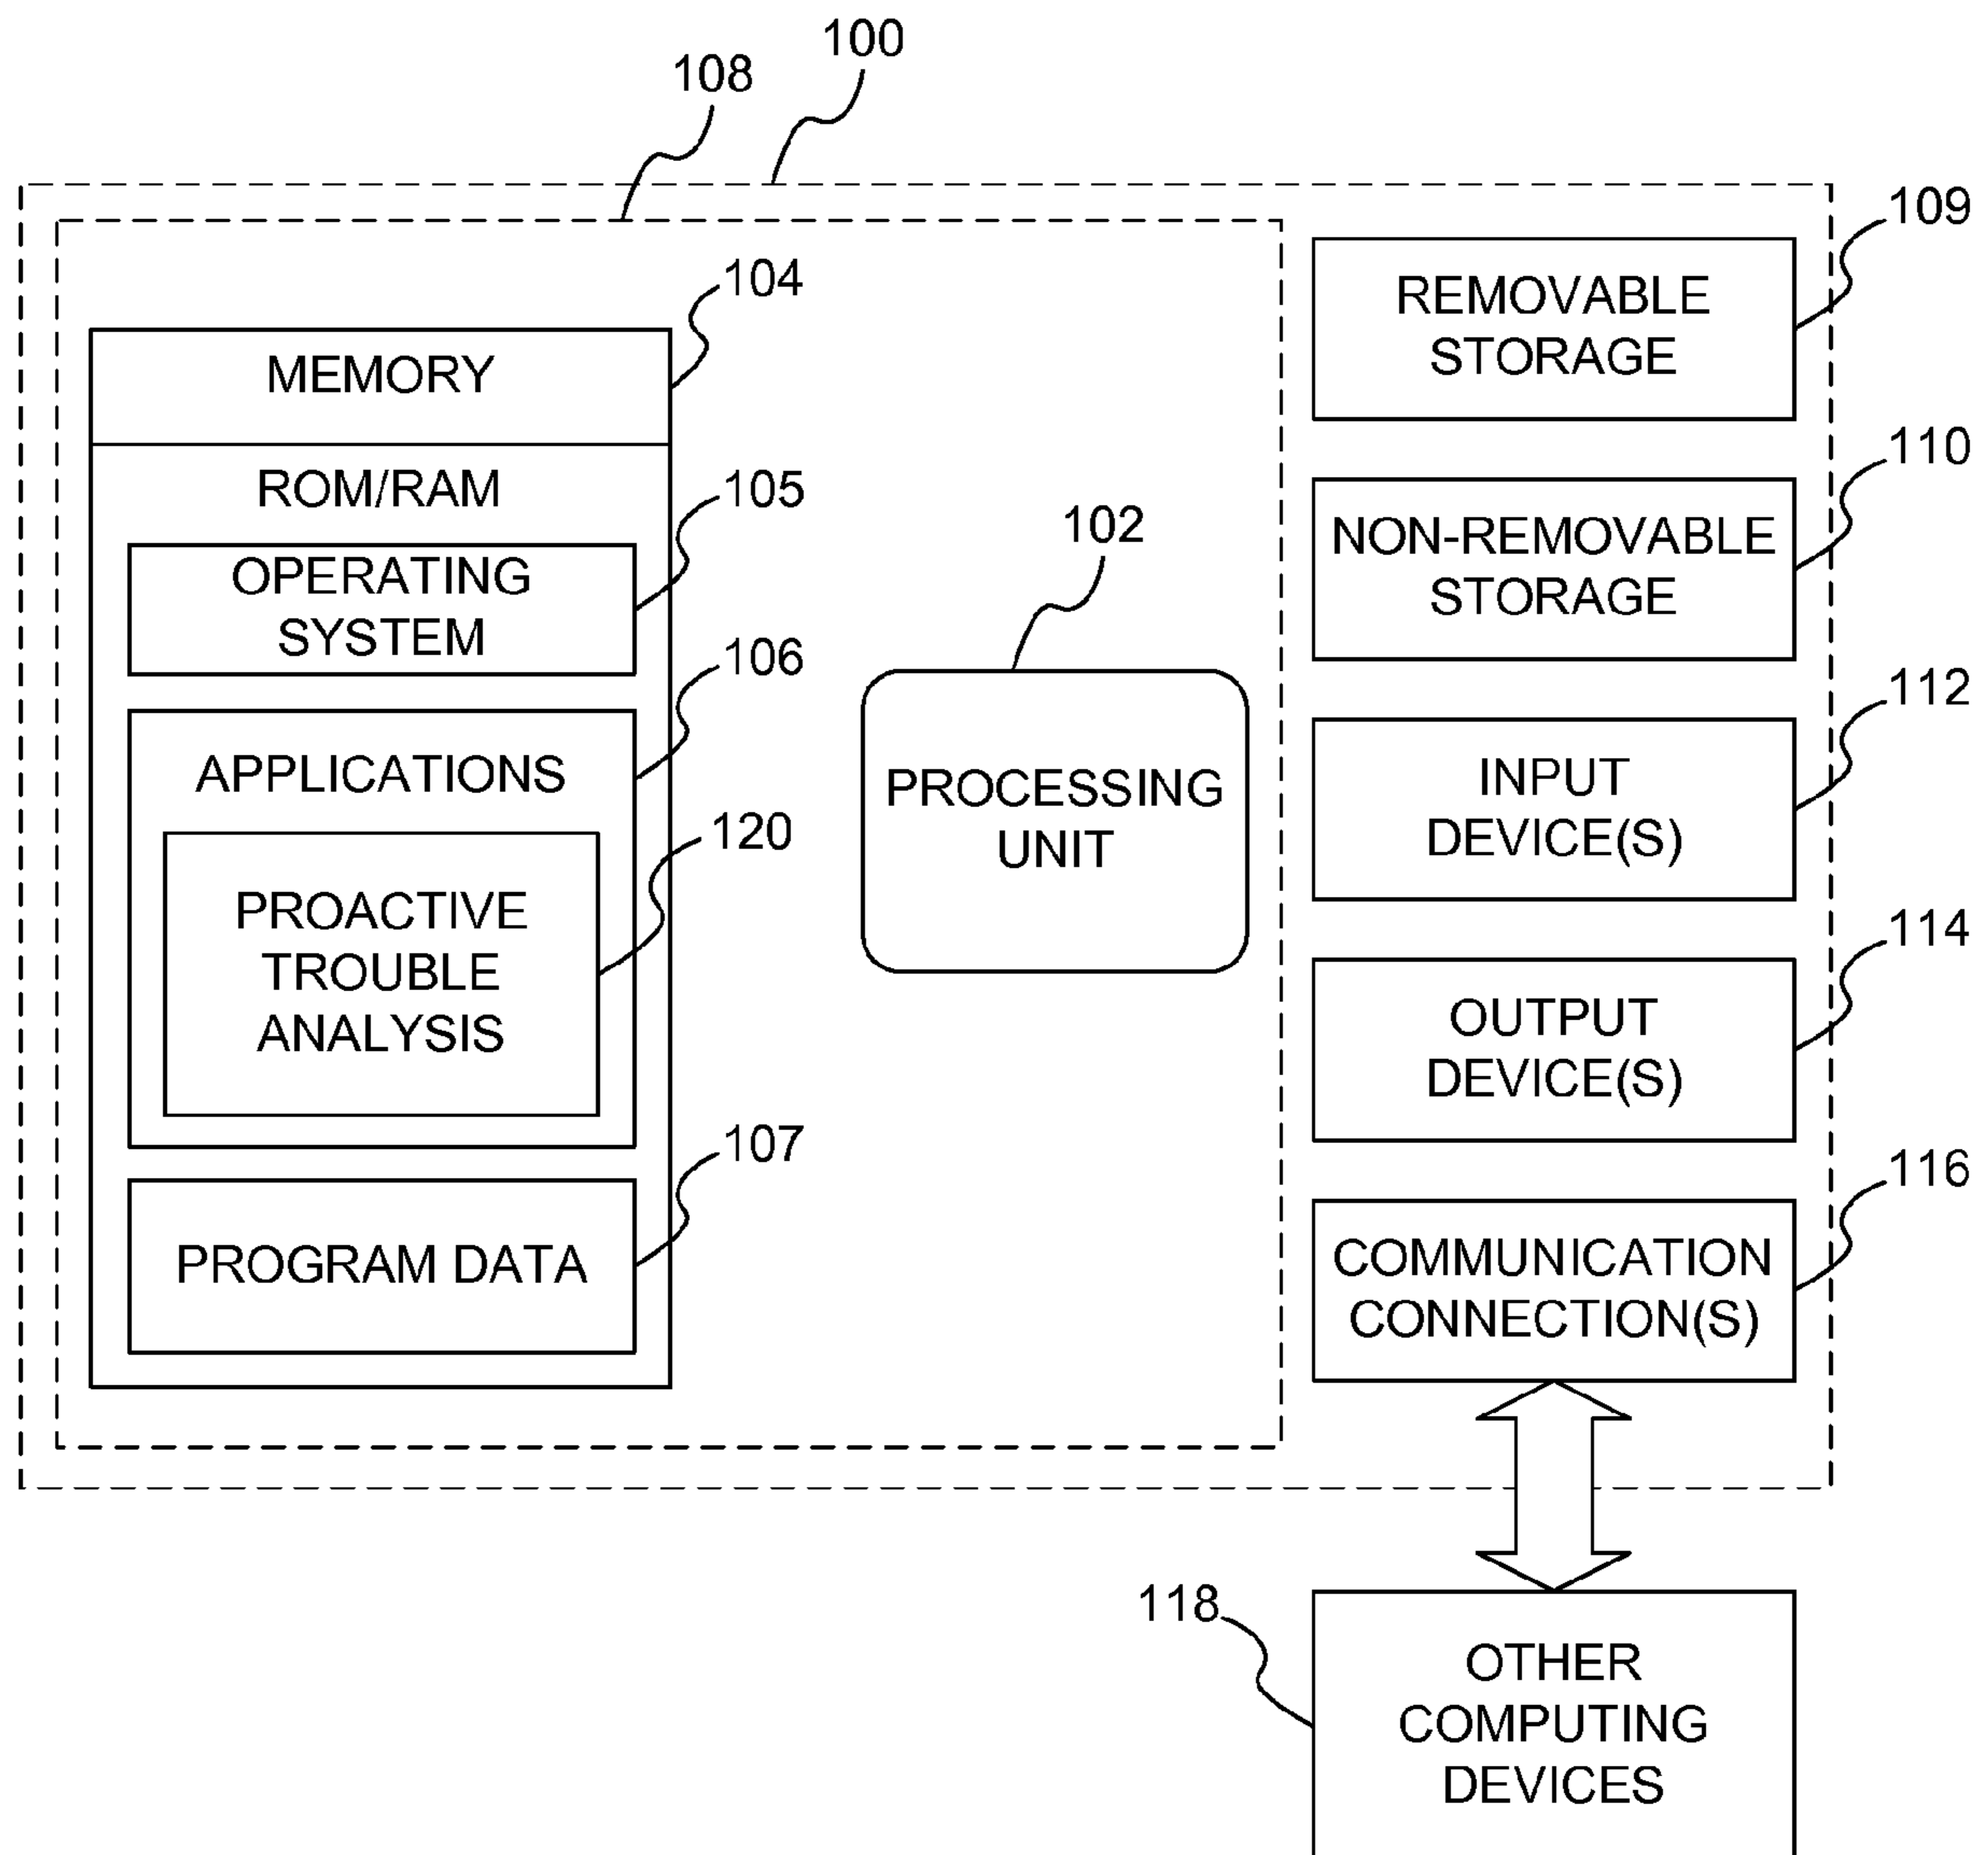 100
108
109
104
REMOVABLE
STORAGE
MEMORY
110
ROM/RAM
105
102
NON-REMOVABLE
STORAGE
OPERATING
SYSTEM
106
112
APPLICATIONS
PROCESSING
UNIT
INPUT
DEVICE(S)
120
PROACTIVE
TROUBLE
ANALYSIS
114
OUTPUT
DEVICE(S)
107
116
PROGRAM DATA
COMMUNICATION
CONNECTION(S)
118
OTHER
COMPUTING
DEVICES